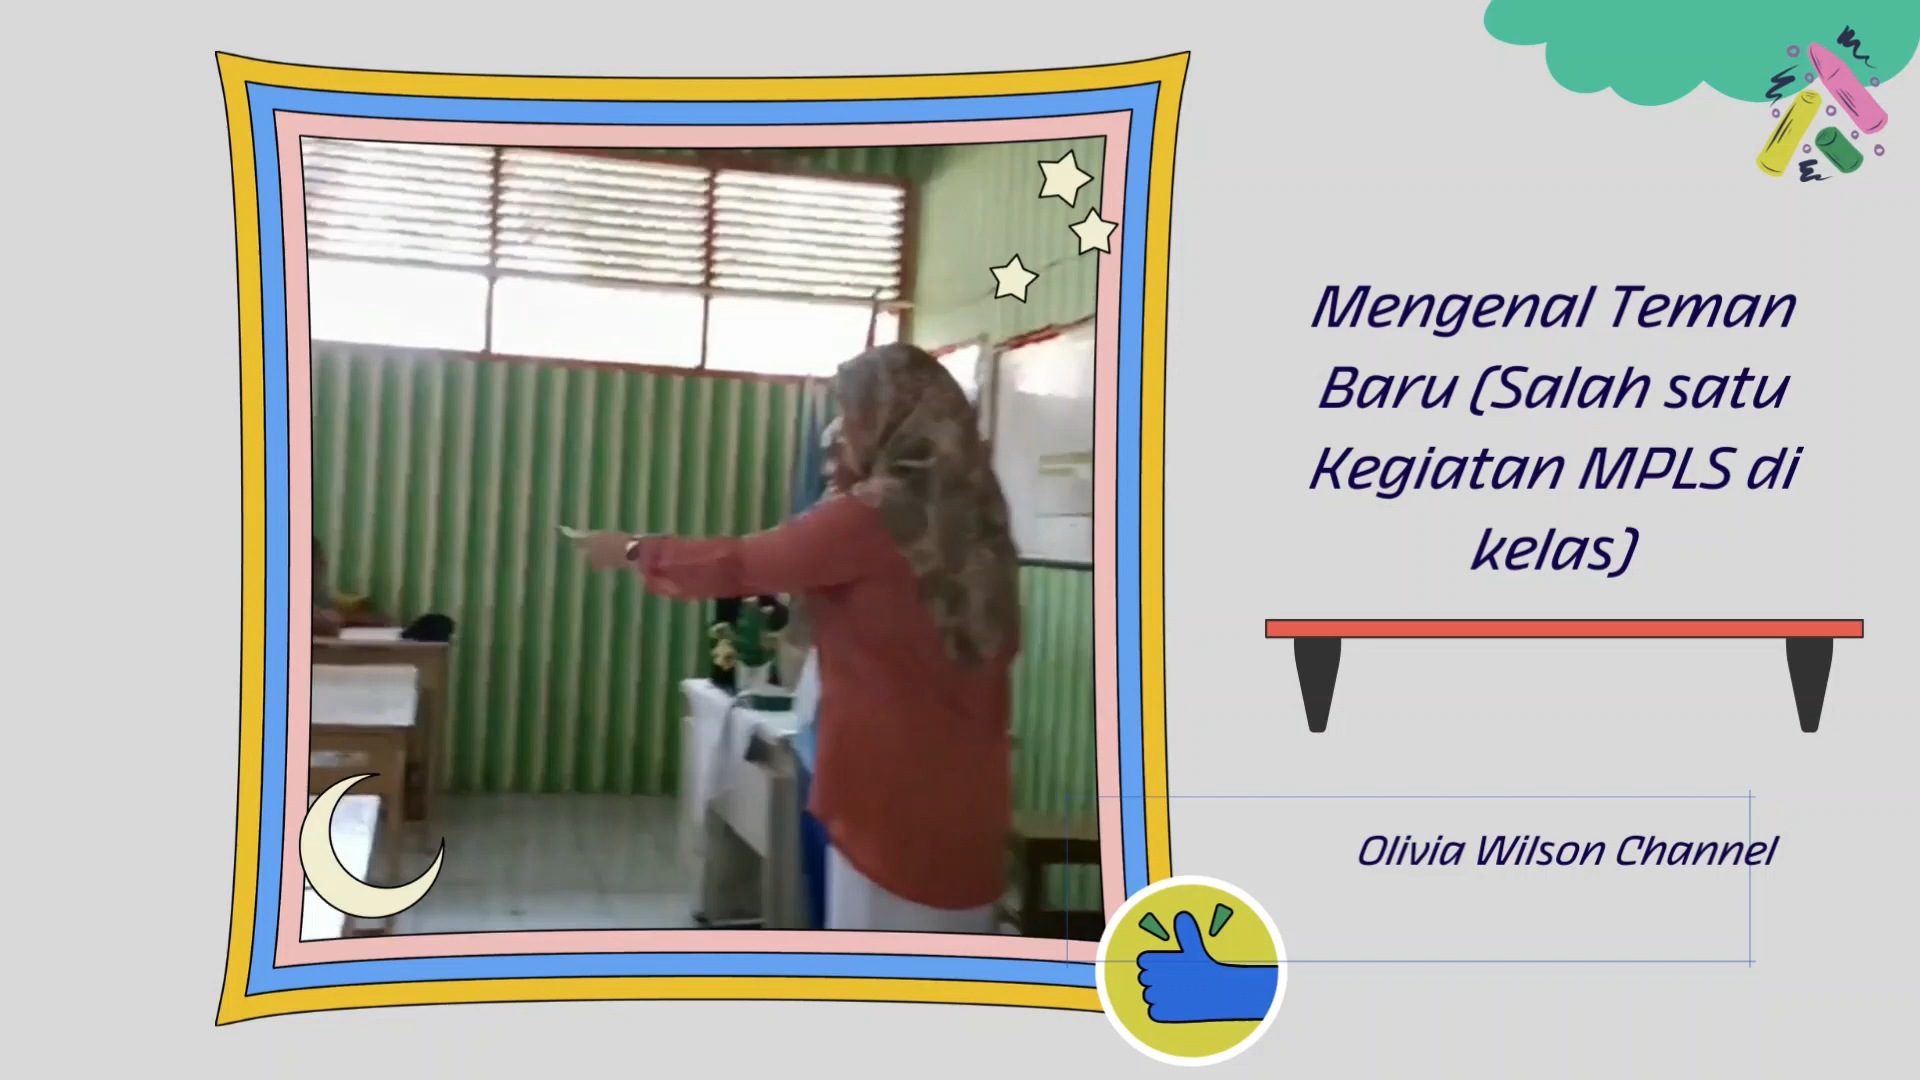 Mengenal Teman
Baru (Salah satu
Kegiatan MPLS di
kelas)
Olivia Wilson Channel